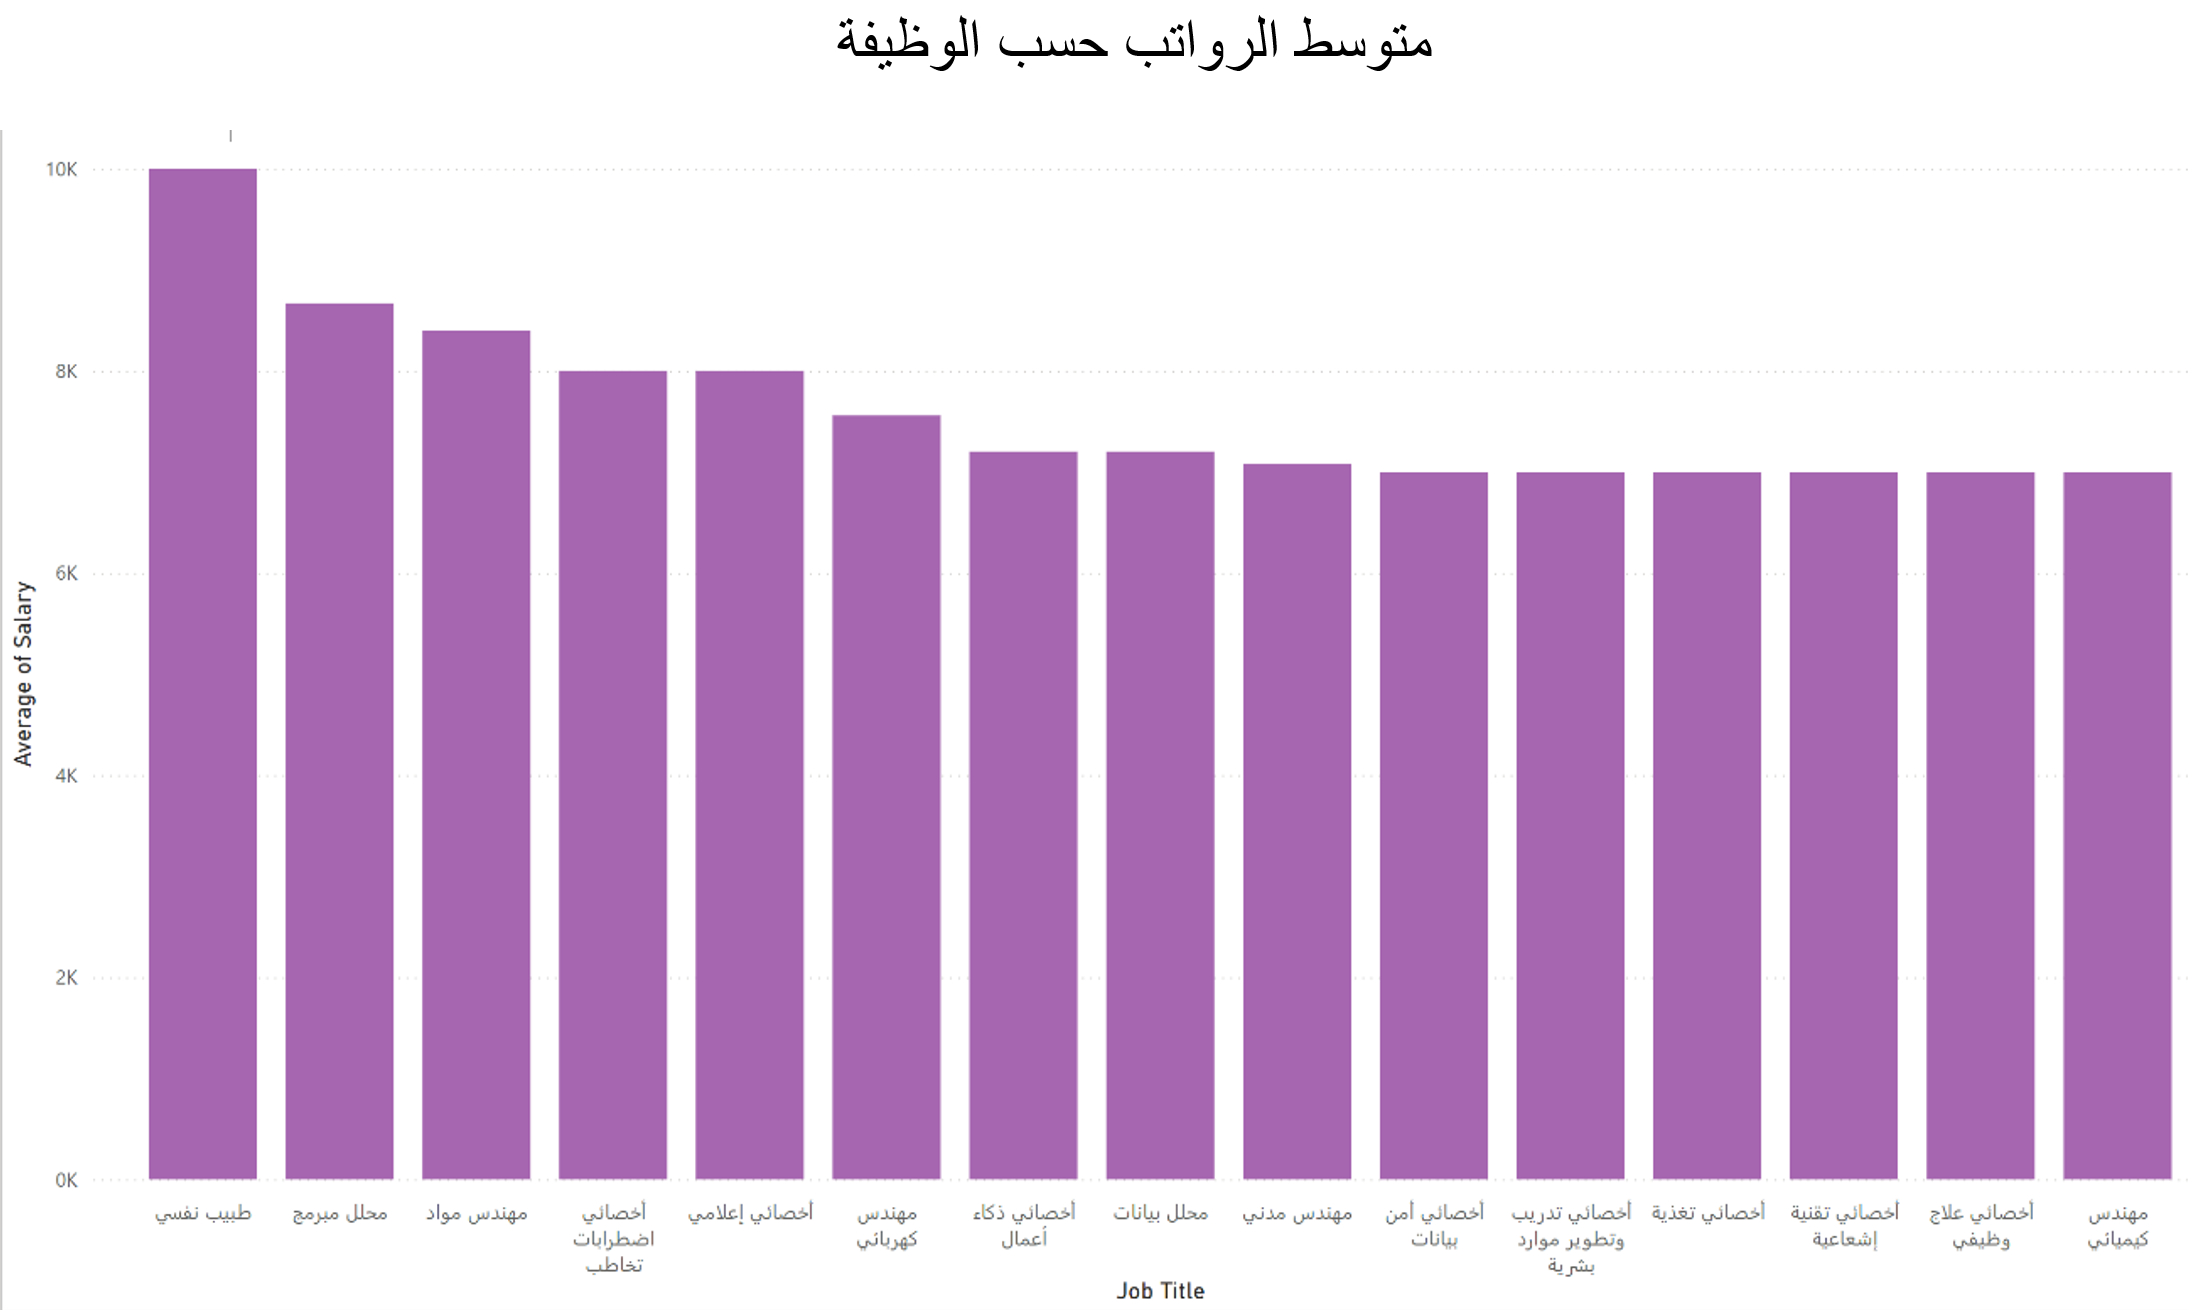 متوسط الرواتب حسب الوظيفة
10K
8K
6K
4K
2K
0K
Average of Salary
طبيب نفسي
محلل مبرمج
مهندس مواد
أخصائي
اضطرابات
تخاطب
أخصائي إعلامي
مهندس
كهربائي
أخصائي ذكاء
أعمال
محلل بيانات
مهندس مدني
أخصائي أمن
بيانات
أخصائي تدريب
وتطوير موارد
بشرية
أخصائي تغذية
أخصائي تقنية
إشعاعية
أخصائي علاج
وظيفي
مهندس
كيميائي
Job Title